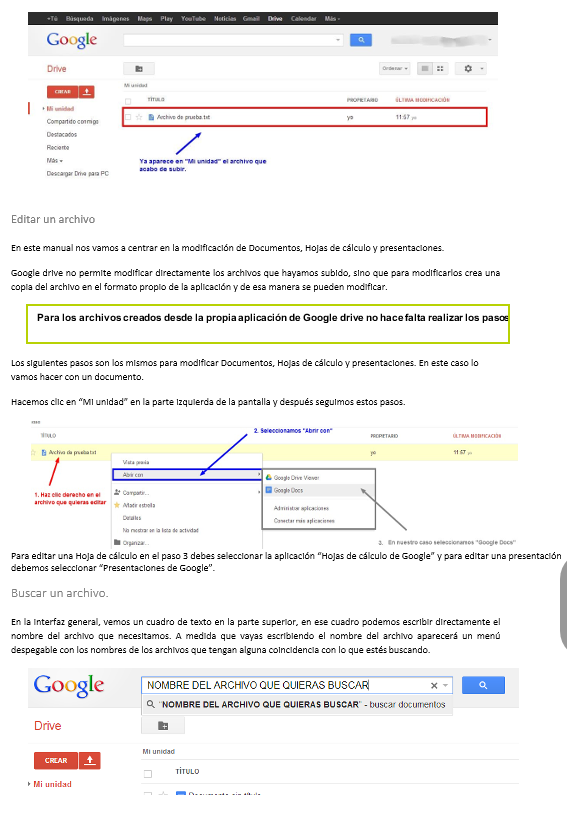 +Tú Búsqueda Imágenes Maps Play YouTube Noticias Gmail Drive Calendar Más
Google
Drive
Ordenar
CREAR
Mi unidad
TÍTULO PROPIETARIO ÚLTIMA MODIFICACIÓN
Mi unidad
Archivo de prueba.txt yo 11:57
Compartido conmigo
Destacados
Reciente
Más
Descargar Drive para PC
Ya aparece en "Mi unidad" el archivo que
acabo de subir.
Editar un archivo
En este manual nos vamos a centrar en la modificación de Documentos, Hojas de cálculo y presentaciones.
Google drive no permite modificar directamente los archivos que hayamos subido, sino que para modificarlos crea una
copia del archivo en el formato propio de la aplicación y de esa manera se pueden modificar.
Para los archivos creados desde la propia aplicación de Google drive no hace falta realizar los pasos
Los siguientes pasos son los mismos para modificar Documentos, Hojas de cálculo y presentaciones. En este caso lo
vamos hacer con un documento.
Hacemos clic en "Mi unidad" en la parte izquierda de la pantalla y después seguimos estos pasos.
TÍTULO PROPIETARIO ÚLTIMA MODIFICACIÓN
2. Seleccionamos "Abrir con"
Archivo de prueba.txt yo 11:57
Vista previa
Abrir con
Google Drive Viewer
Google Docs
Administrar aplicaciones
Conectar más aplicaciones
1. Haz clic derecho en el
archivo que quieras editar
Compartir...
Añadir estrella
Detalles
No mostrar en la lista de actividad
Organizar...
3. En nuestro caso seleccionamos "Google Docs"
Para editar una Hoja de cálculo en el paso 3 debes seleccionar la aplicación "Hojas de cálculo de Google" y para editar una presentación
debemos seleccionar "Presentaciones de Google".
Buscar un archivo.
En la interfaz general, vemos un cuadro de texto en la parte superior, en ese cuadro podemos escribir directamente el
nombre del archivo que necesitamos. A medida que vayas escribiendo el nombre del archivo aparecerá un menú
despegable con los nombres de los archivos que tengan alguna coincidencia con lo que estés buscando.
Google
NOMBRE DEL ARCHIVO QUE QUIERAS BUSCAR
"NOMBRE DEL ARCHIVO QUE QUIERAS BUSCAR" - buscar documentos
Drive
Mi unidad
CREAR
TÍTULO
Mi unidad